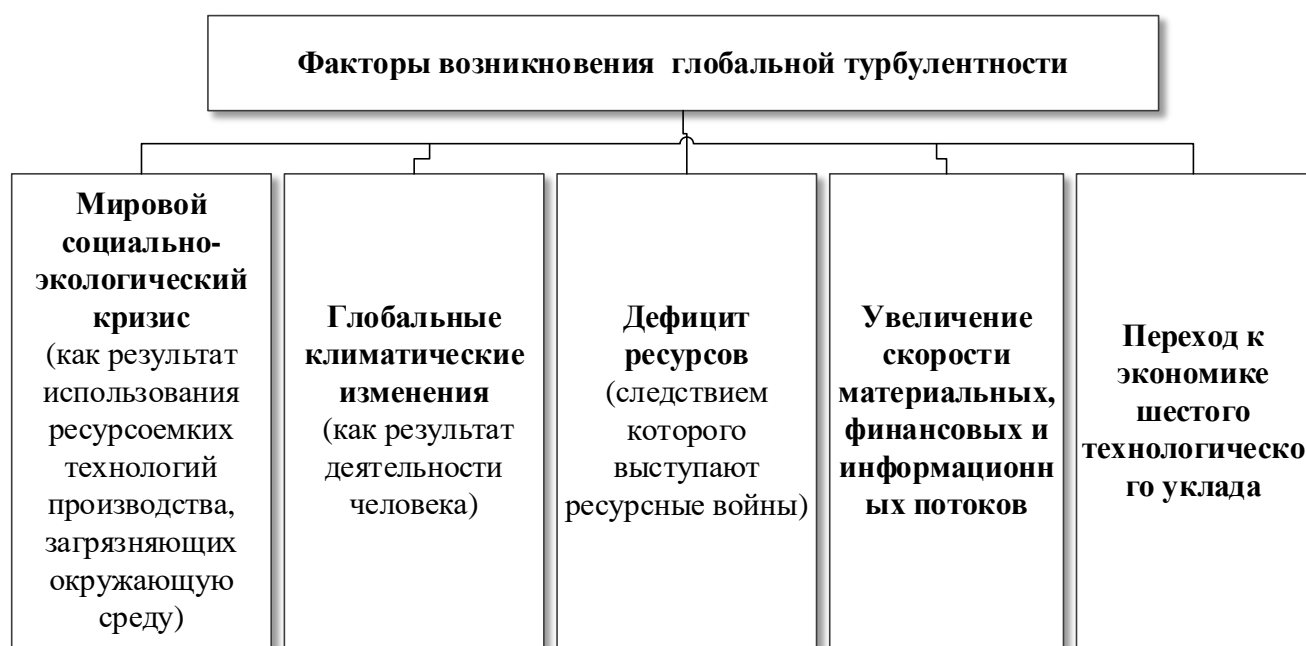 Факторы возникновения глобальной турбулентности
Мировой
социально-
экологический
кризис
(как результат
использования
ресурсоемких
технологий
производства,
загрязняющих
окружающую
среду)
Глобальные
климатические
изменения
(как результат
деятельности
человека)
Дефицит
ресурсов
(следствием
которого
выступают
ресурсные войны)
Увеличение
скорости
материальных,
финансовых и
информационн
ых потоков
Переход к
экономике
шестого
технологическо
го уклада